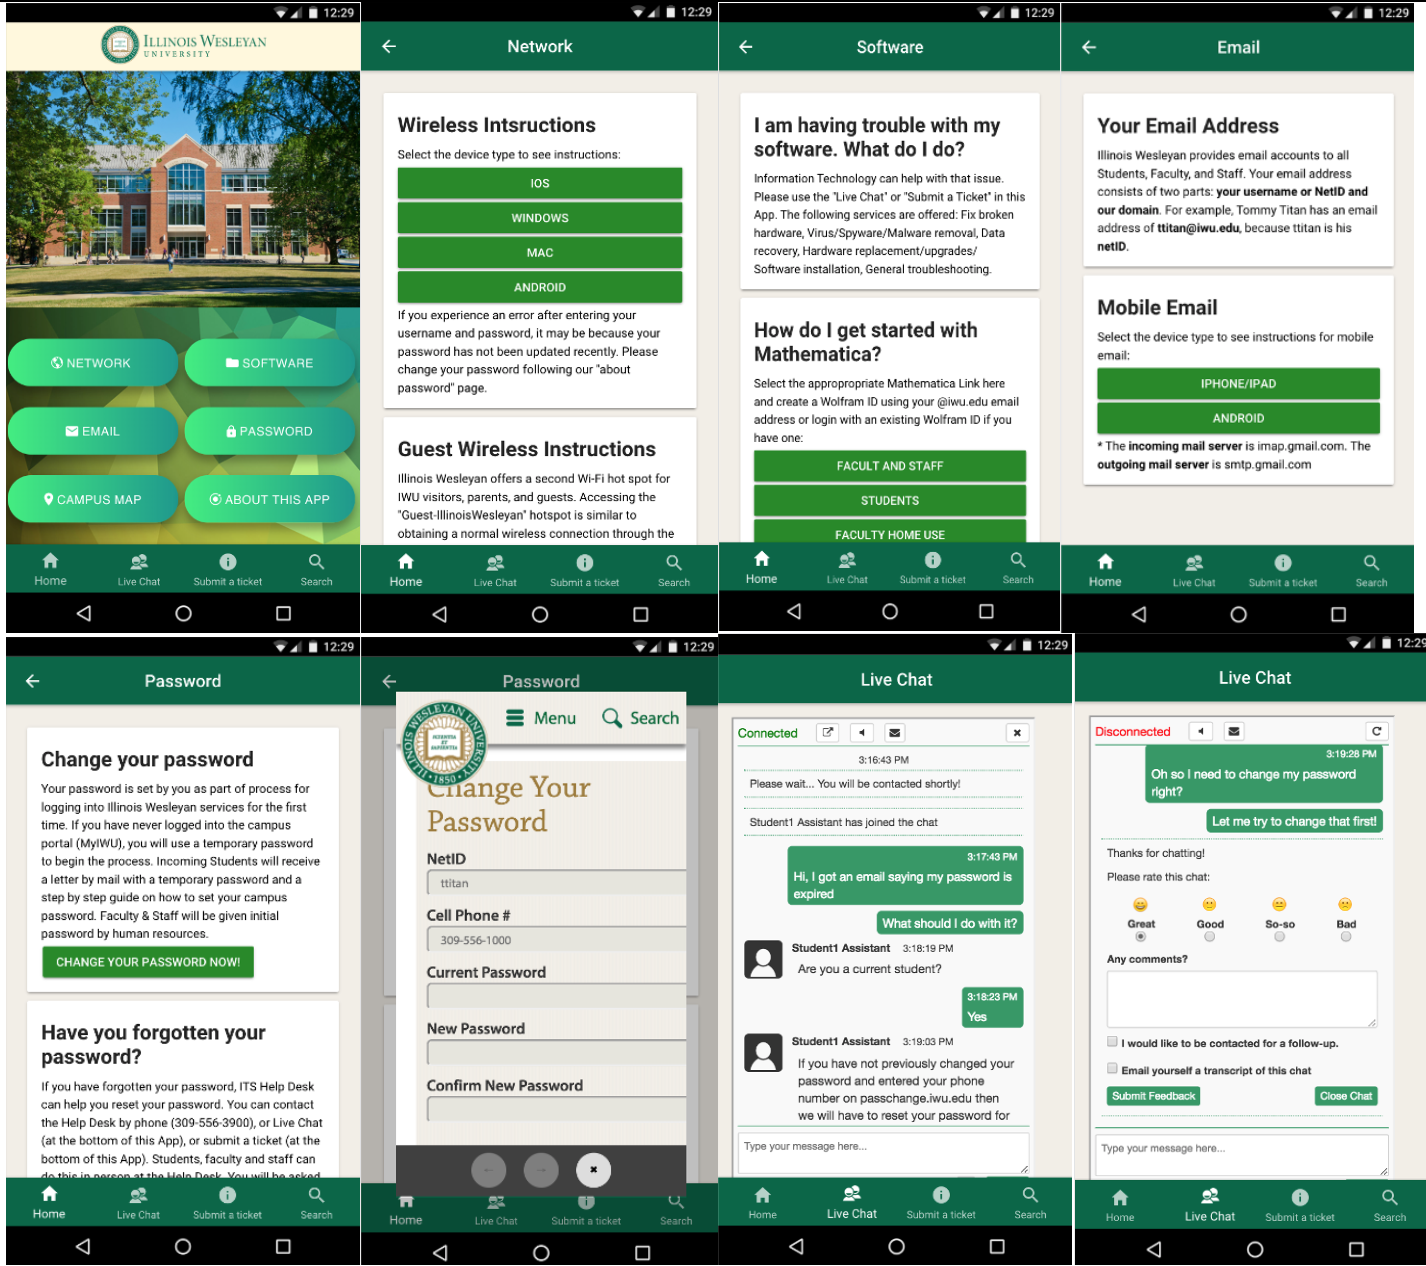 12:29
ILLINOIS WESLEYAN
UNIVERSITY
NETWORK
SOFTWARE
EMAIL
PASSWORD
CAMPUS MAP
ABOUT THIS APP
Home
Live Chat
Submit a ticket
Search
12:29
Network
Wireless Intsructions
Select the device type to see instructions:
IOS
WINDOWS
MAC
ANDROID
If you experience an error after entering your
username and password, it may be because your
password has not been updated recently. Please
change your password following our "about
password" page.
Guest Wireless Instructions
Illinois Wesleyan offers a second Wi-Fi hot spot for
IWU visitors, parents, and guests. Accessing the
"Guest-IllinoisWesleyan" hotspot is similar to
obtaining a normal wireless connection through the
Home
Live Chat
Submit a ticket
Search
12:29
Software
I am having trouble with my
software. What do I do?
Information Technology can help with that issue.
Please use the "Live Chat" or "Submit a Ticket" in this
App. The following services are offered: Fix broken
hardware, Virus/Spyware/Malware removal, Data
recovery, Hardware replacement/upgrades/
Software installation, General troubleshooting.
How do I get started with
Mathematica?
Select the appropropriate Mathematica Link here
and create a Wolfram ID using your @iwu.edu email
address or login with an existing Wolfram ID if you
have one:
FACULT AND STAFF
STUDENTS
FACULTY HOME USE
Home
Live Chat
Submit a ticket
Search
12:29
Email
Your Email Address
Illinois Wesleyan provides email accounts to all
Students, Faculty, and Staff. Your email address
consists of two parts: your username or NetID and
our domain. For example, Tommy Titan has an email
address of ttitan@iwu.edu, because ttitan is his
netID.
Mobile Email
Select the device type to see instructions for mobile
email:
IPHONE/IPAD
ANDROID
* The incoming mail server is imap.gmail.com. The
outgoing mail server is smtp.gmail.com
Home
Live Chat
Submit a ticket
Search
12:29
Password
Change your password
Your password is set by you as part of process for
logging into Illinois Wesleyan services for the first
time. If you have never logged into the campus
portal (MyIWU), you will use a temporary password
to begin the process. Incoming Students will receive
a letter by mail with a temporary password and a
step by step guide on how to set your campus
password. Faculty & Staff will be given initial
password by human resources.
CHANGE YOUR PASSWORD NOW!
Have you forgotten your
password?
If you have forgotten your password, ITS Help Desk
can help you reset your password. You can contact
the Help Desk by phone (309-556-3900), or Live Chat
(at the bottom of this App), or submit a ticket (at the
bottom of this App). Students, faculty and staff can
do this in person at the Help Desk. You will be asked
Home
Live Chat
Submit a ticket
Search
12:29
Password
ILLINOIS WESLEYAN UNIVERSITY
SCIENTIA
ET
SAPIENTIA
1850
Menu
Search
Change Your
Password
NetID
ttitan
Cell Phone #
309-556-1000
Current Password
New Password
Confirm New Password
Home
Live Chat
Submit a ticket
Search
12:29
Live Chat
Connected
3:16:43 PM
Please wait... You will be contacted shortly!
Student1 Assistant has joined the chat
3:17:43 PM
Hi, I got an email saying my password is
expired
What should I do with it?
Student1 Assistant 3:18:19 PM
Are you a current student?
3:18:23 PM
Yes
Student1 Assistant 3:19:03 PM
If you have not previously changed your
password and entered your phone
number on passchange.iwu.edu then
we will have to reset your password for
Type your message here...
Home
Live Chat
Submit a ticket
Search
12:29
Live Chat
Disconnected
3:19:28 PM
Oh so I need to change my password
right?
Let me try to change that first!
Thanks for chatting!
Please rate this chat:
Great
Good
So-so
Bad
Any comments?
I would like to be contacted for a follow-up.
Email yourself a transcript of this chat
Submit Feedback
Close Chat
Type your message here...
Home
Live Chat
Submit a ticket
Search